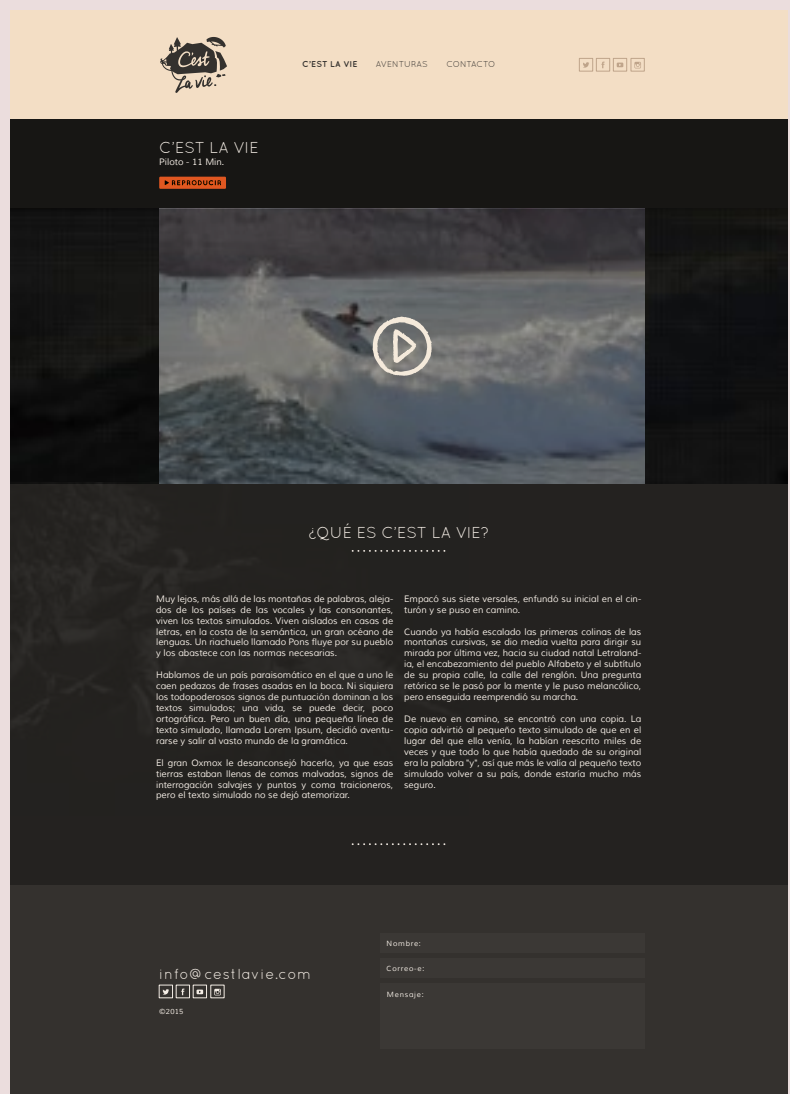 C'est
La vie.
C'EST LA VIE AVENTURAS CONTACTO
C'EST LA VIE
Piloto - 11 Min.
REPRODUCIR
¿QUÉ ES C'EST LA VIE?
Muy lejos, más allá de las montañas de palabras, aleja-
dos de los países de las vocales y las consonantes,
viven los textos simulados. Viven aislados en casas de
letras, en la costa de la semántica, un gran océano de
lenguas. Un riachuelo llamado Pons fluye por su pueblo
y los abastece con las normas necesarias.
Hablamos de un país paraisomático en el que a uno le
caen pedazos de frases asadas en la boca. Ni siquiera
los todopoderosos signos de puntuación dominan a los
textos simulados; una vida, se puede decir, poco
ortográfica. Pero un buen día, una pequeña línea de
texto simulado, llamada Lorem Ipsum, decidió aventu-
rarse y salir al vasto mundo de la gramática.
El gran Oxmox le desanconsejó hacerlo, ya que esas
tierras estaban llenas de comas malvadas, signos de
interrogación salvajes y puntos y coma traicioneros,
pero el texto simulado no se dejó atemorizar.
Empacó sus siete versales, enfundó su inicial en el cin-
turón y se puso en camino.
Cuando ya había escalado las primeras colinas de las
montañas cursivas, se dio media vuelta para dirigir su
mirada por última vez, hacia su ciudad natal Letraland-
ia, el encabezamiento del pueblo Alfabeto y el subtítulo
de su propia calle, la calle del renglón. Una pregunta
retórica se le pasó por la mente y le puso melancólico,
pero enseguida reemprendió su marcha.
De nuevo en camino, se encontró con una copia. La
copia advirtió al pequeño texto simulado de que en el
lugar del que ella venía, la habían reescrito miles de
veces y que todo lo que había quedado de su original
era la palabra "y", así que más le valía al pequeño texto
simulado volver a su país, donde estaría mucho más
seguro.
info@cestlavie.com
©2015
Nombre:
Correo-e:
Mensaje: